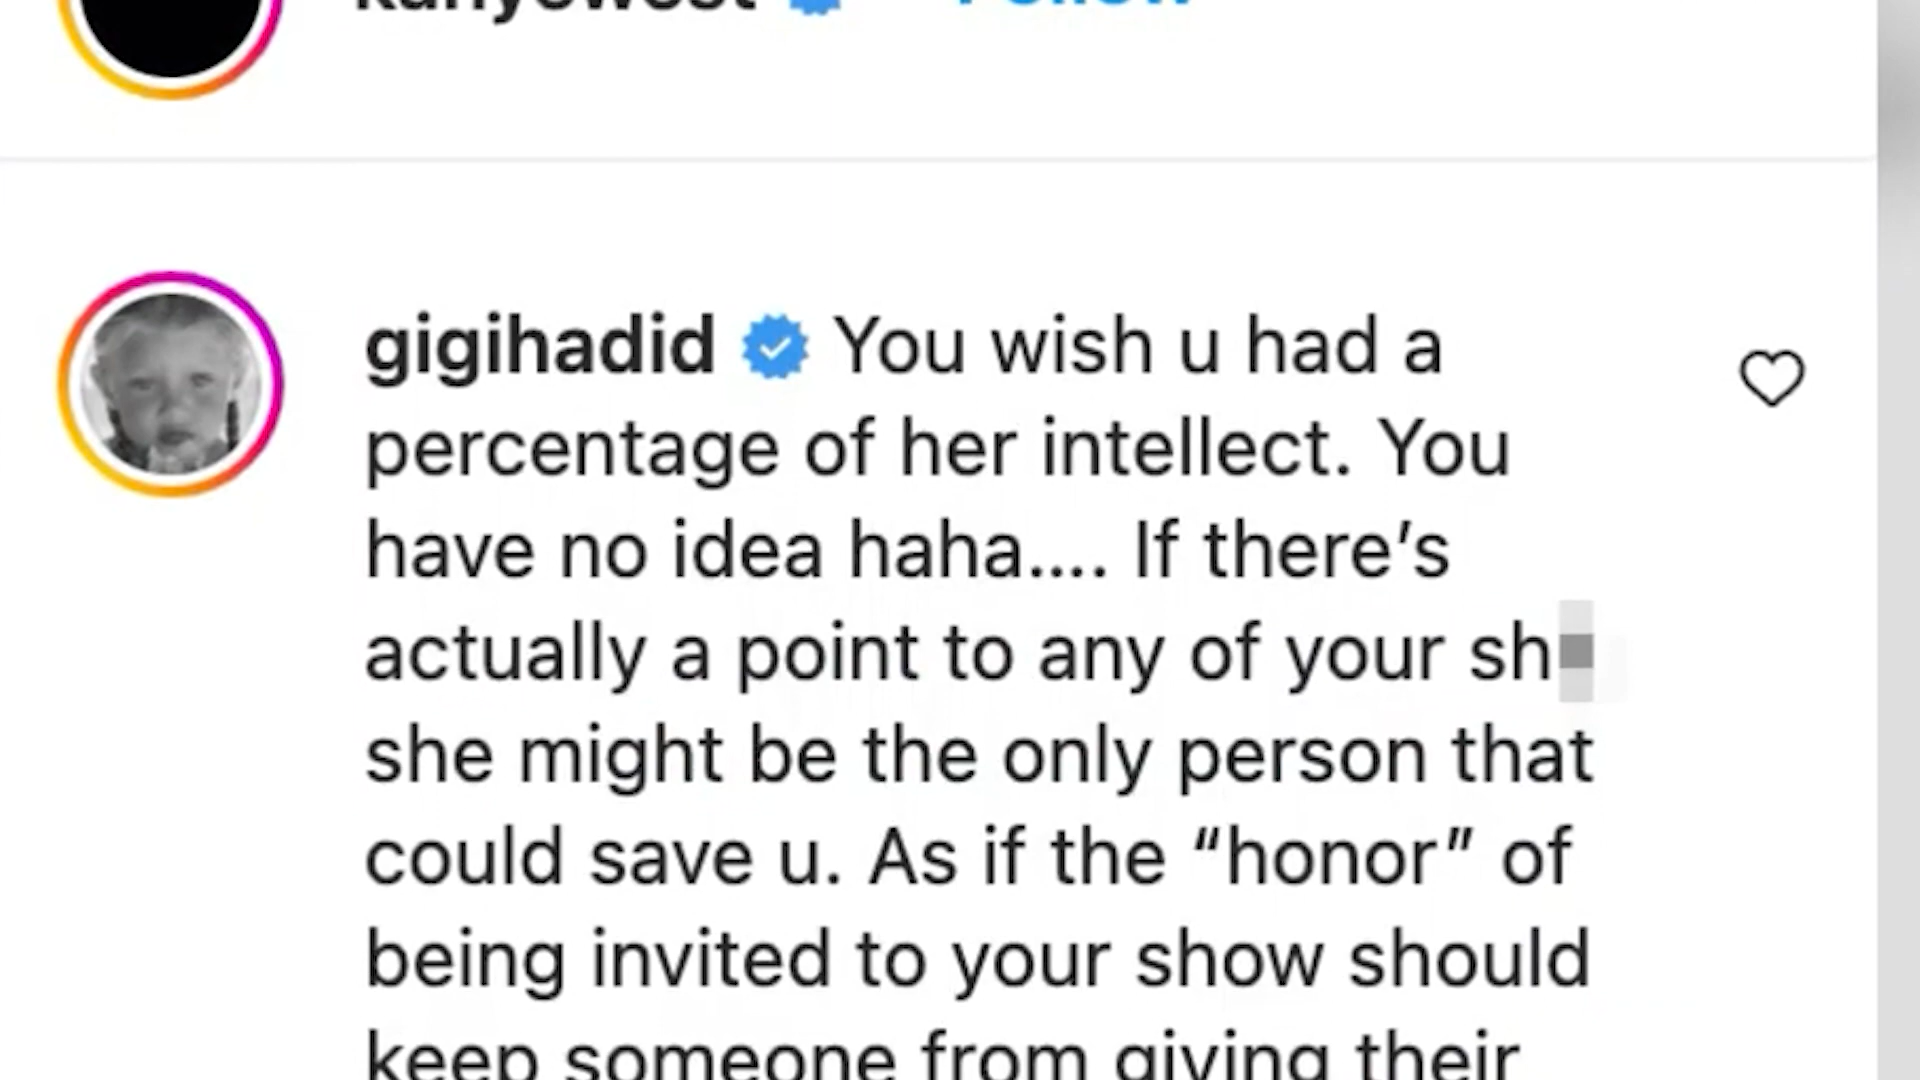 kanyewest Follow
gigihadid You wish u had a
percentage of her intellect. You
have no idea haha.... If there’s
actually a point to any of your sh
she might be the only person that
could save u. As if the “honor” of
being invited to your show should
keep someone from giving their